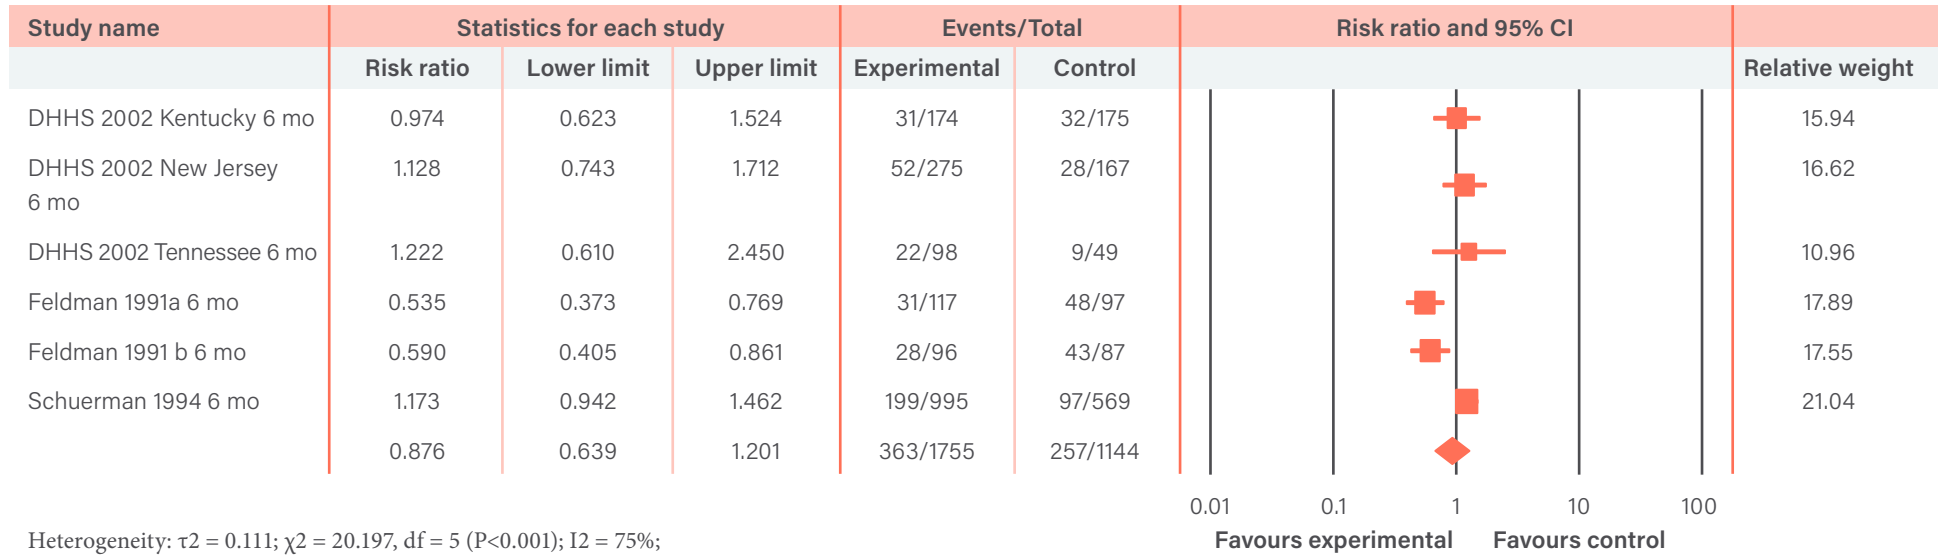 Study name Statistics for each study Events/Total Risk ratio and 95% CI
Risk ratio Lower limit Upper limit Experimental Control Relative weight
DHHS 2002 Kentucky 6 mo 0.974 0.623 1.524 31/174 32/175 15.94
DHHS 2002 New Jersey 1.128 0.743 1.712 52/275 28/167 16.62
6 mo
DHHS 2002 Tennessee 6 mo 1.222 0.610 2.450 22/98 9/49 10.96
Feldman 1991a 6 mo 0.535 0.373 0.769 31/117 48/97 17.89
Feldman 1991 b 6 mo 0.590 0.405 0.861 28/96 43/87 17.55
Schuerman 1994 6 mo 1.173 0.942 1.462 199/995 97/569 21.04
0.876 0.639 1.201 363/1755 257/1144
0.01 0.1 1 10 100
Heterogeneity: τ2 = 0.111; χ2 = 20.197, df = 5 (P<0.001); I2 = 75%; Favours experimental Favours control